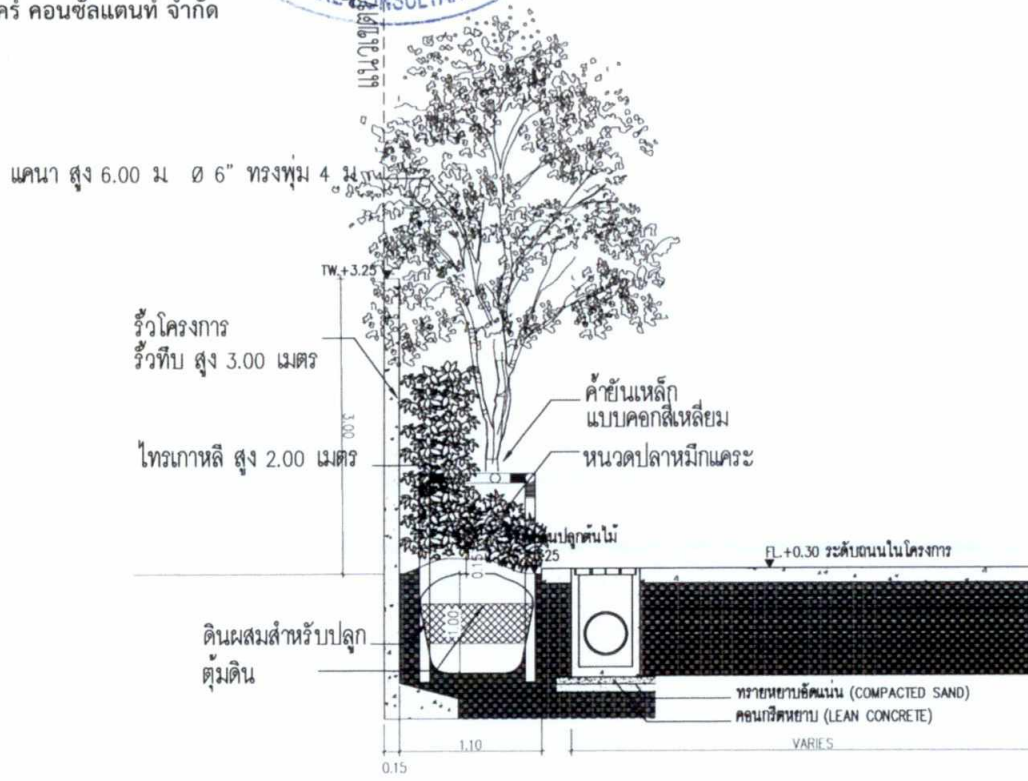 คอนซัลแตนท์ จำกัด
แคนา สูง 6.00 ม. Ø 6" ทรงพุ่ม 4 ม.
TW.+3.25
รั้วโครงการ
รั้วทึบ สูง 3.00 เมตร
3.00
ค้ำยันเหล็ก
แบบคอกสี่เหลี่ยม
ไทรเกาหลี สูง 2.00 เมตร
หนวดปลาหมึกแคระ
ปลูกต้นไม้
FL.+0.30 ระดับถนนในโครงการ
0.15
1.00
ดินผสมสำหรับปลูก
ตุ้มดิน
ทรายหยาบอัดแน่น (COMPACTED SAND)
คอนกรีตหยาบ (LEAN CONCRETE)
1.10
VARIES
0.15